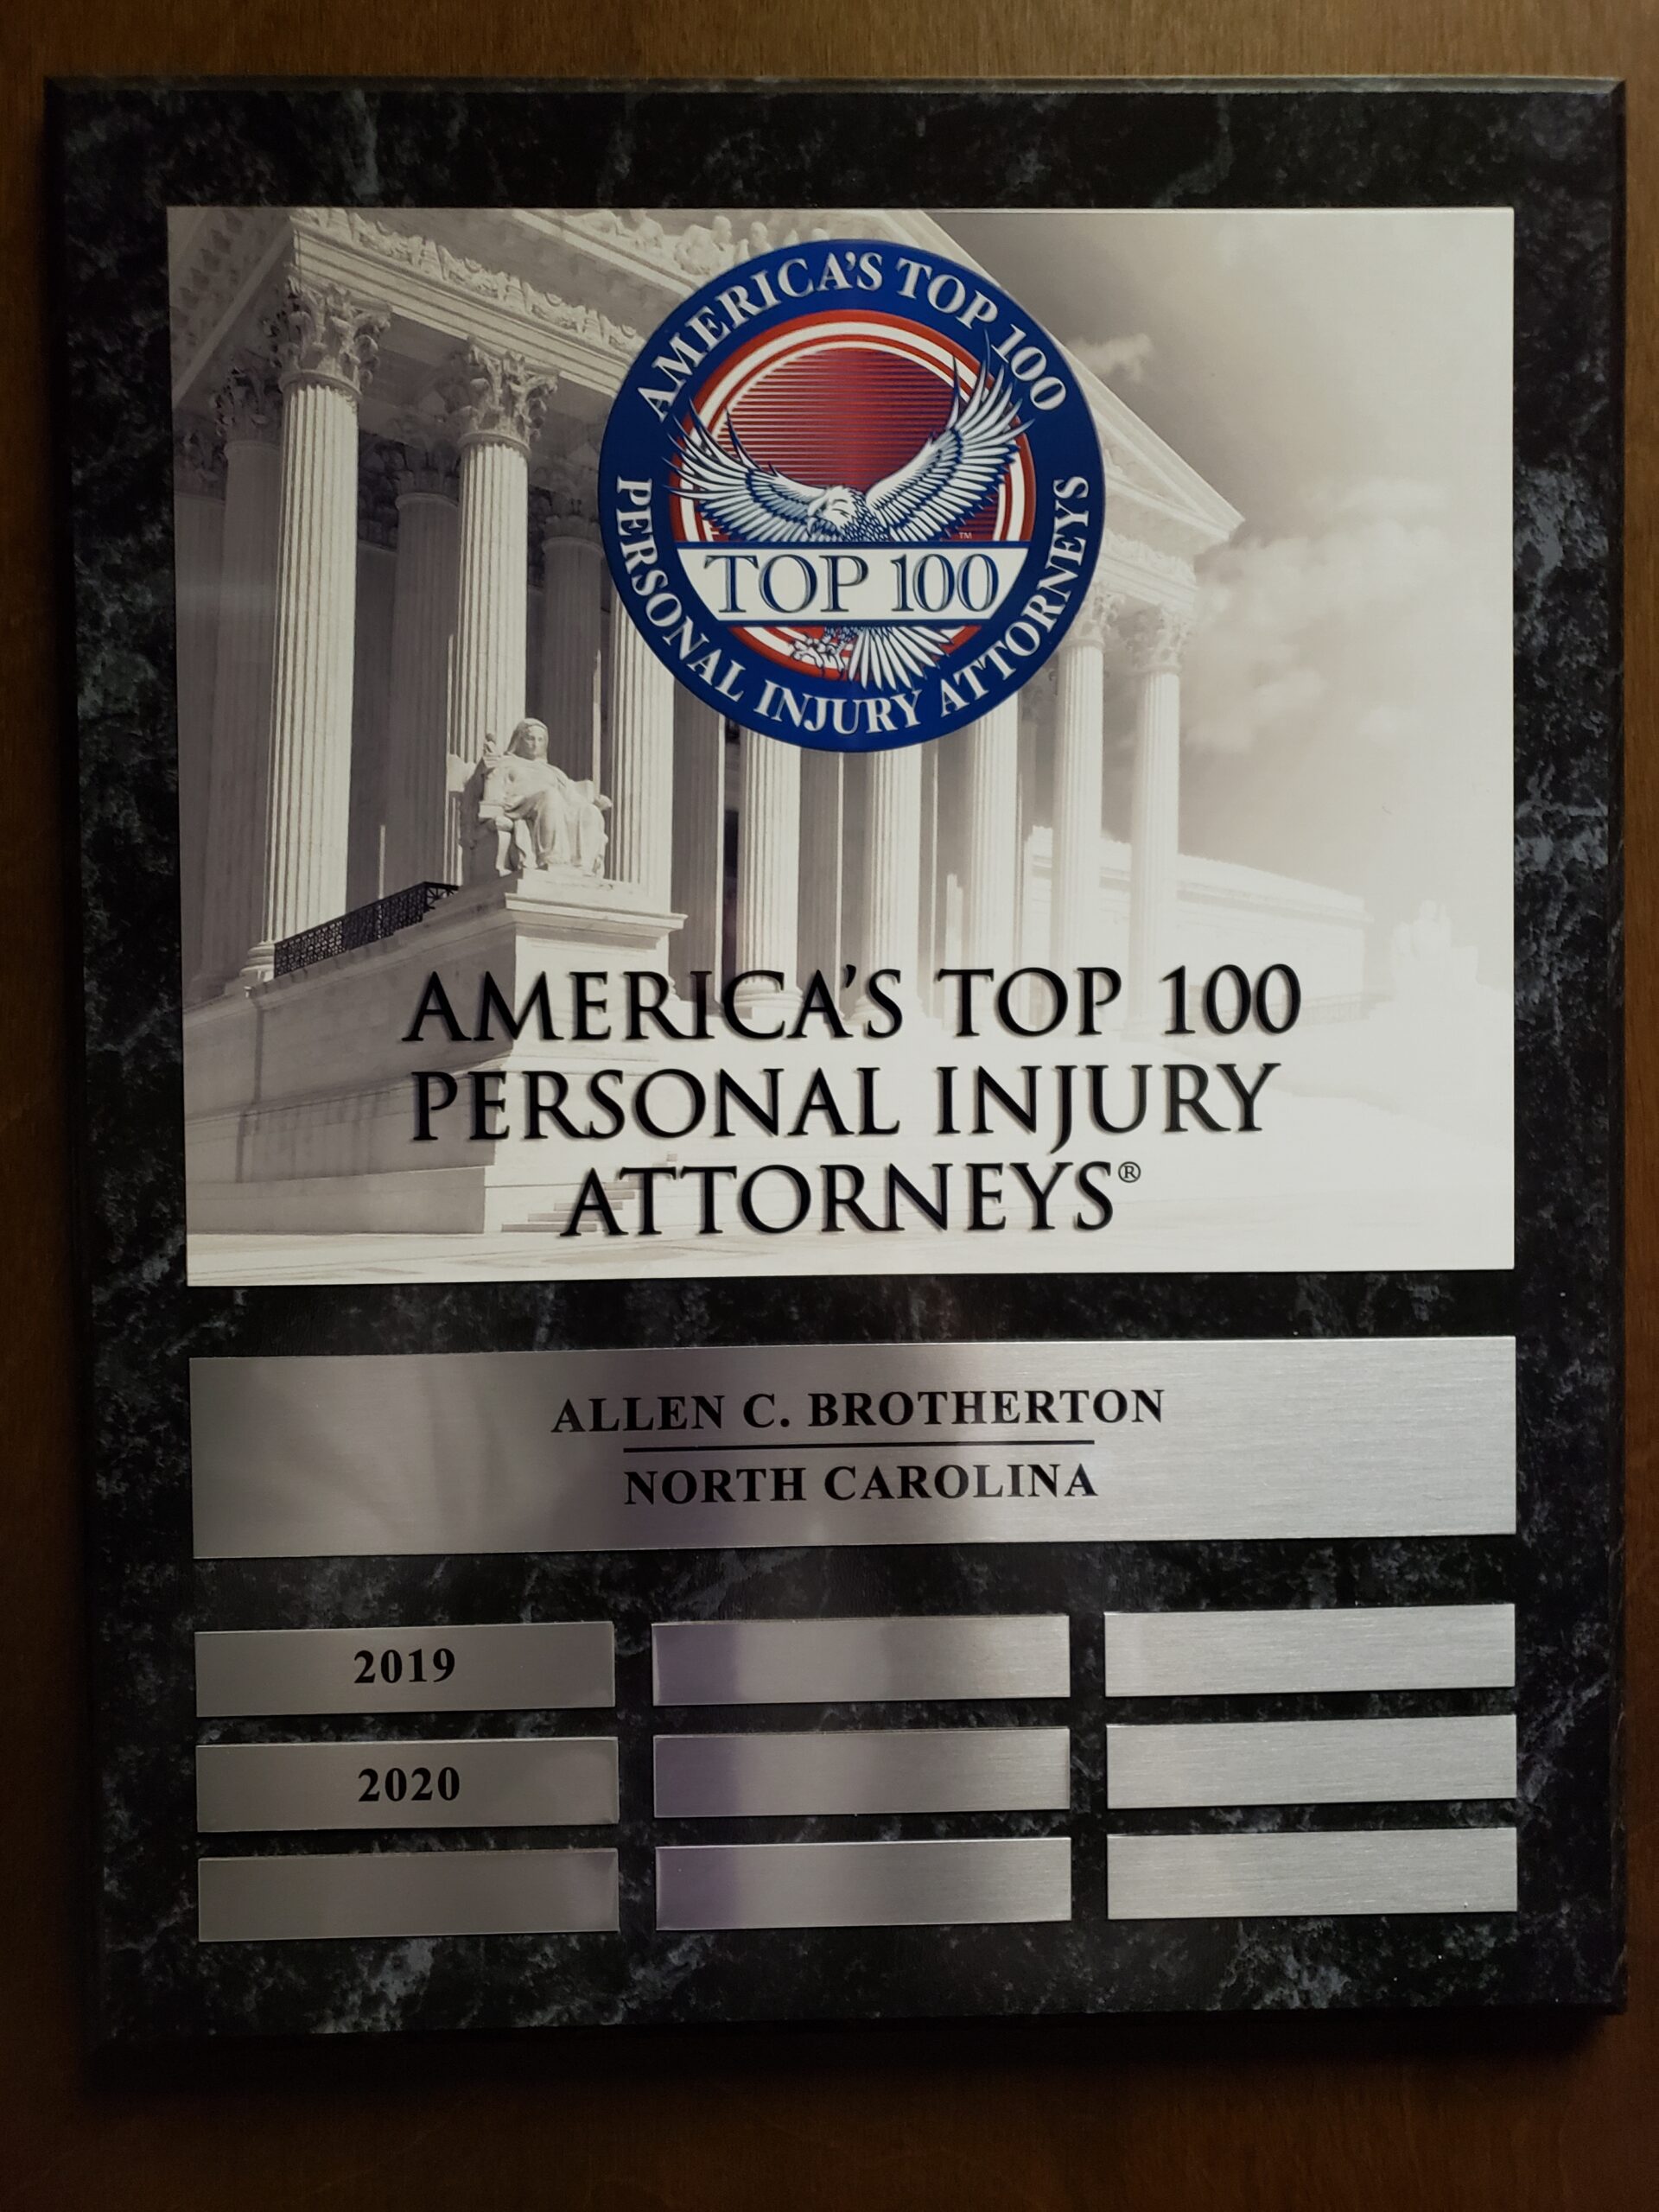 AMERICA'S TOP 100
TOP 100
™
PERSONAL INJURY ATTORNEYS
AMERICA'S TOP 100
PERSONAL INJURY
ATTORNEYS®
ALLEN C. BROTHERTON
NORTH CAROLINA
2019
2020